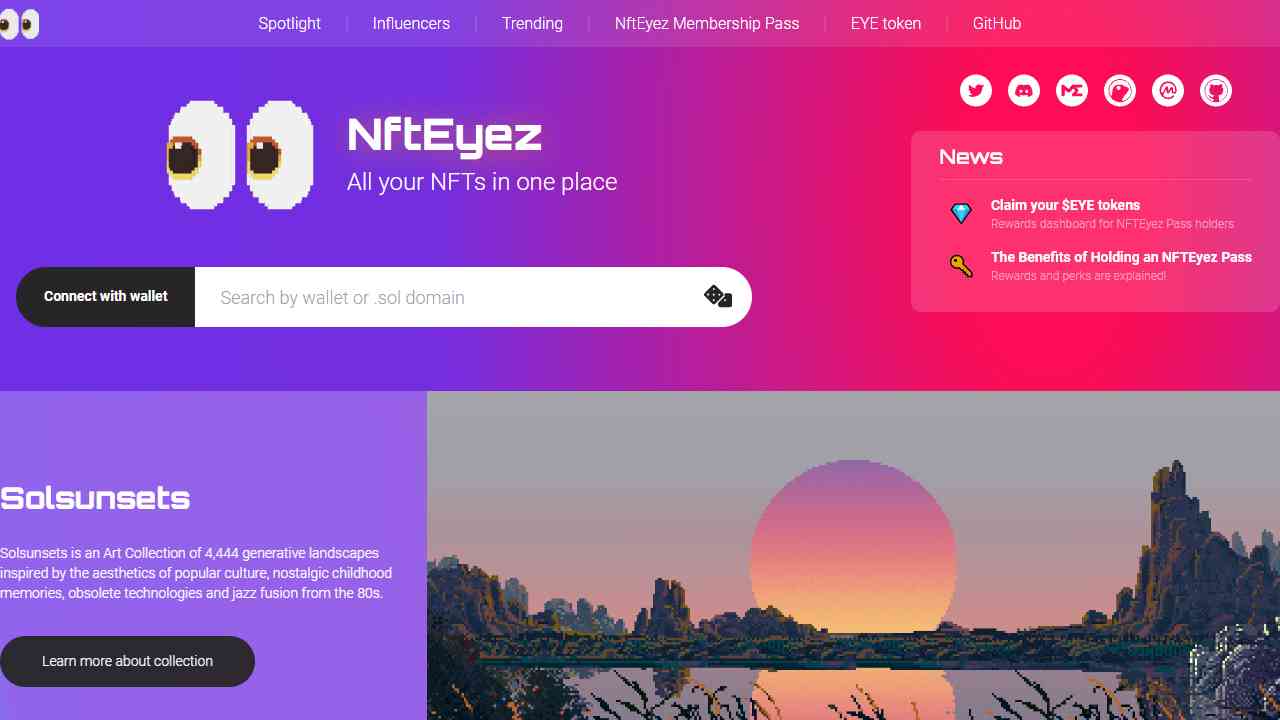 Spotlight
Influencers
Trending
NftEyez Membership Pass
EYE token
GitHub
NftEyez
All your NFTs in one place
Connect with wallet
Search by wallet or .sol domain
News
Claim your $EYE tokens
Rewards dashboard for NFTEyez Pass holders
The Benefits of Holding an NFTEyez Pass
Rewards and perks are explained!
Solsunsets
Solsunsets is an Art Collection of 4,444 generative landscapes
inspired by the aesthetics of popular culture, nostalgic childhood
memories, obsolete technologies and jazz fusion from the 80s.
Learn more about collection